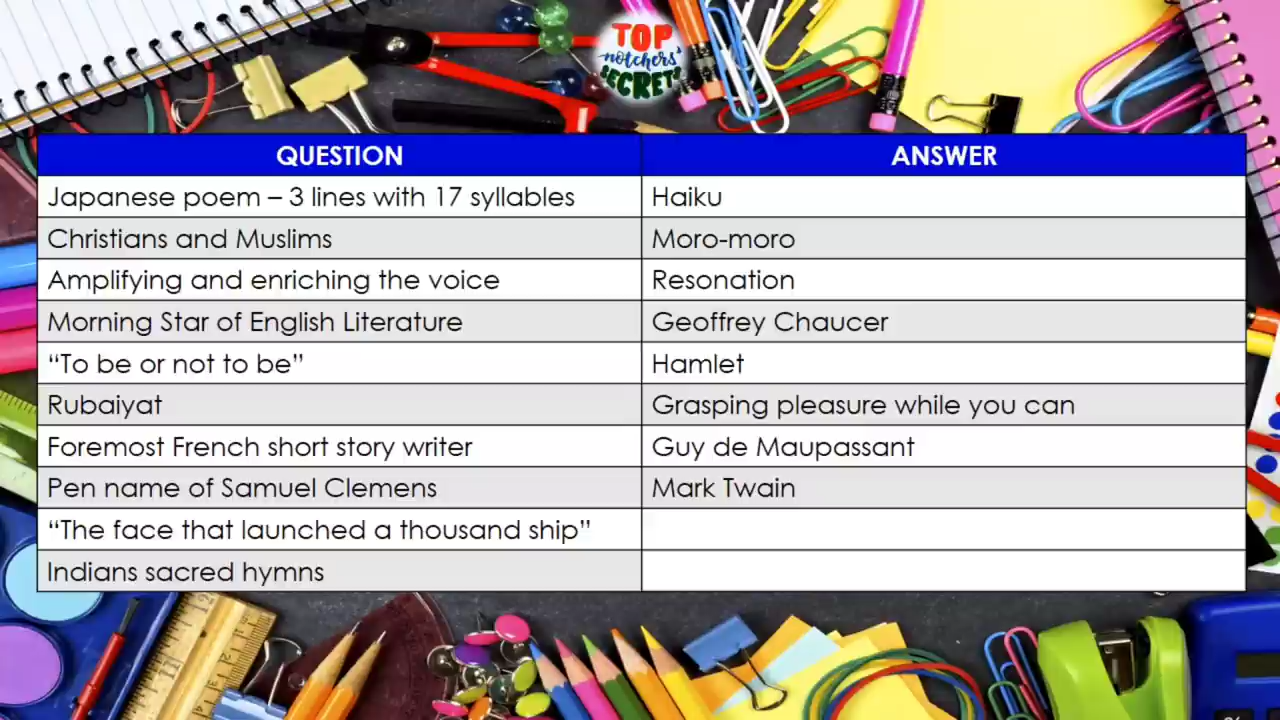 TOP
notchers'
SECRETS
QUESTION ANSWER
Japanese poem – 3 lines with 17 syllables Haiku
Christians and Muslims Moro-moro
Amplifying and enriching the voice Resonation
Morning Star of English Literature Geoffrey Chaucer
“To be or not to be” Hamlet
Rubaiyat Grasping pleasure while you can
Foremost French short story writer Guy de Maupassant
Pen name of Samuel Clemens Mark Twain
“The face that launched a thousand ship”
Indians sacred hymns